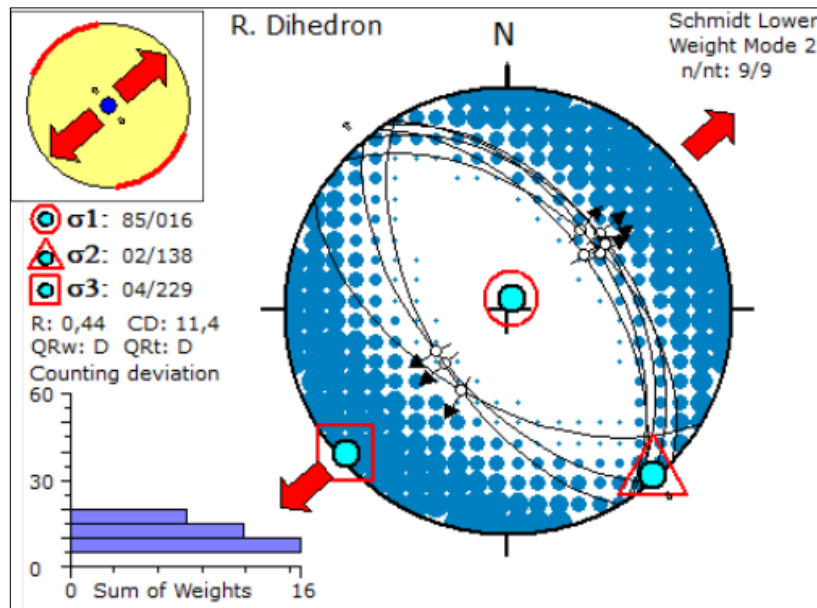 R. Dihedron
N
Schmidt Lower
Weight Mode 2
n/nt: 9/9
σ1: 85/016
σ2: 02/138
σ3: 04/229
R: 0,44 CD: 11,4
QRw: D QRt: D
Counting deviation
60
30
0
0 Sum of Weights 16